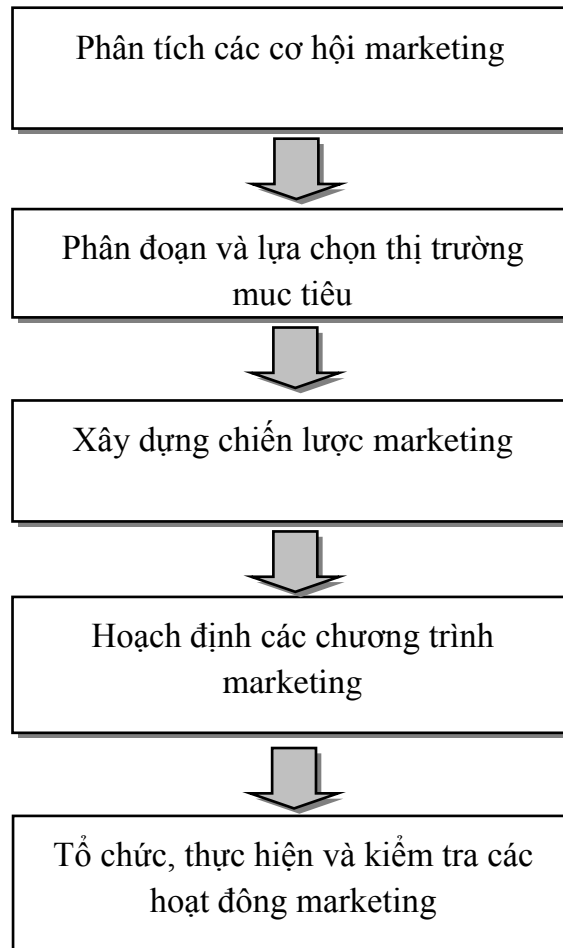 Phân tích các cơ hội marketing
Phân đoạn và lựa chọn thị trường
muc tiêu
Xây dựng chiến lược marketing
Hoạch định các chương trình
marketing
Tổ chức, thực hiện và kiểm tra các
hoạt đông marketing